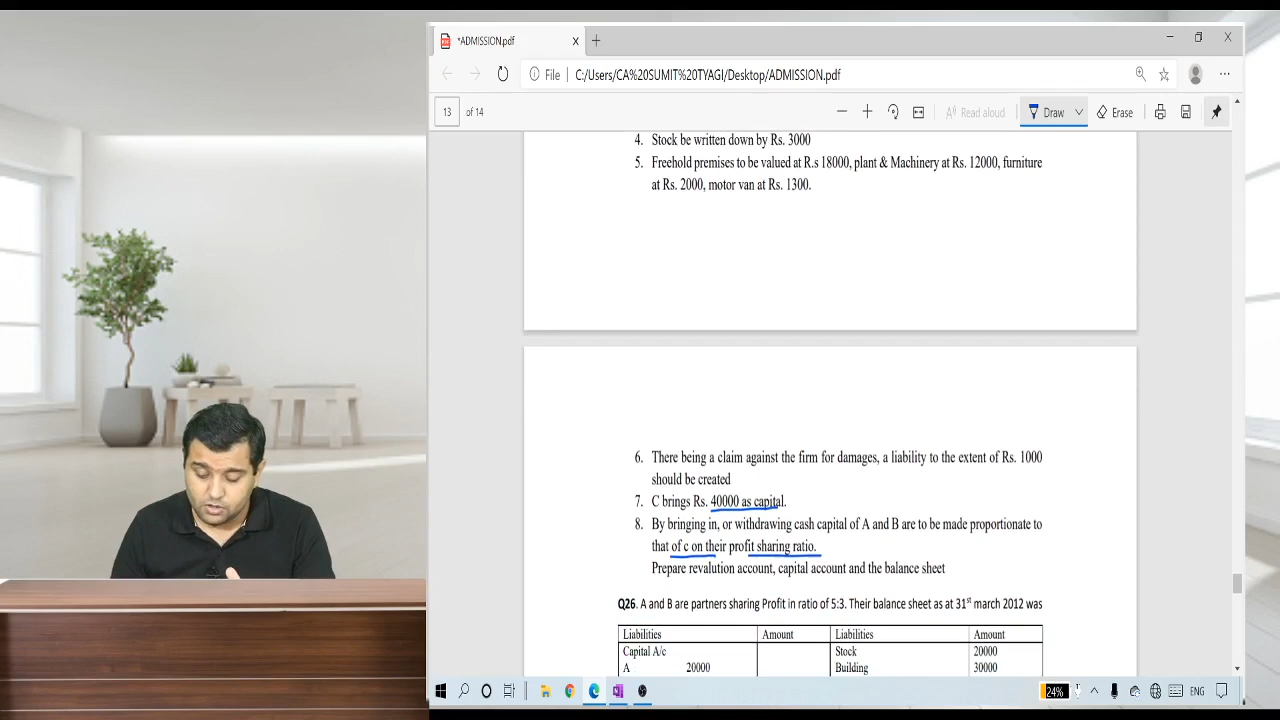 *ADMISSION.pdf
File | C:/Users/CA%20SUMIT%20TYAGI/Desktop/ADMISSION.pdf
13 of 14
Read aloud
Draw
Erase
4. Stock be written down by Rs. 3000
5. Freehold premises to be valued at R.s 18000, plant & Machinery at Rs. 12000, furniture
at Rs. 2000, motor van at Rs. 1300.
6. There being a claim against the firm for damages, a liability to the extent of Rs. 1000
should be created
7. C brings Rs. 40000 as capital.
8. By bringing in, or withdrawing cash capital of A and B are to be made proportionate to
that of c on their profit sharing ratio.
Prepare revalution account, capital account and the balance sheet
Q26. A and B are partners sharing Profit in ratio of 5:3. Their balance sheet as at 31st march 2012 was
Liabilities Amount Liabilities Amount
Capital A/c Stock 20000
A 20000 Building 30000
24%
ENG